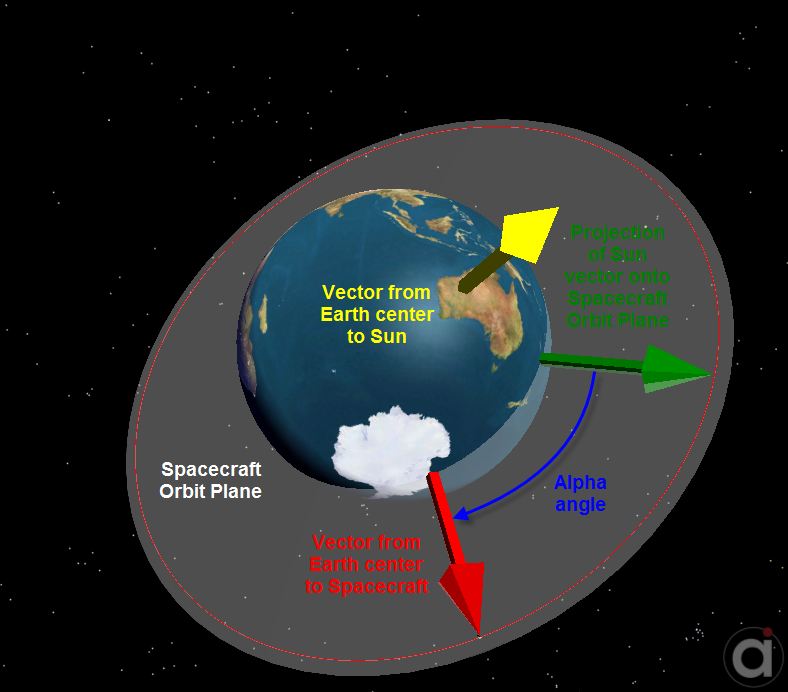 Projection
of Sun
vector onto
Spacecraft
Orbit Plane
Vector from
Earth center
to Sun
Spacecraft
Orbit Plane
Alpha
angle
Vector from
Earth center
to Spacecraft